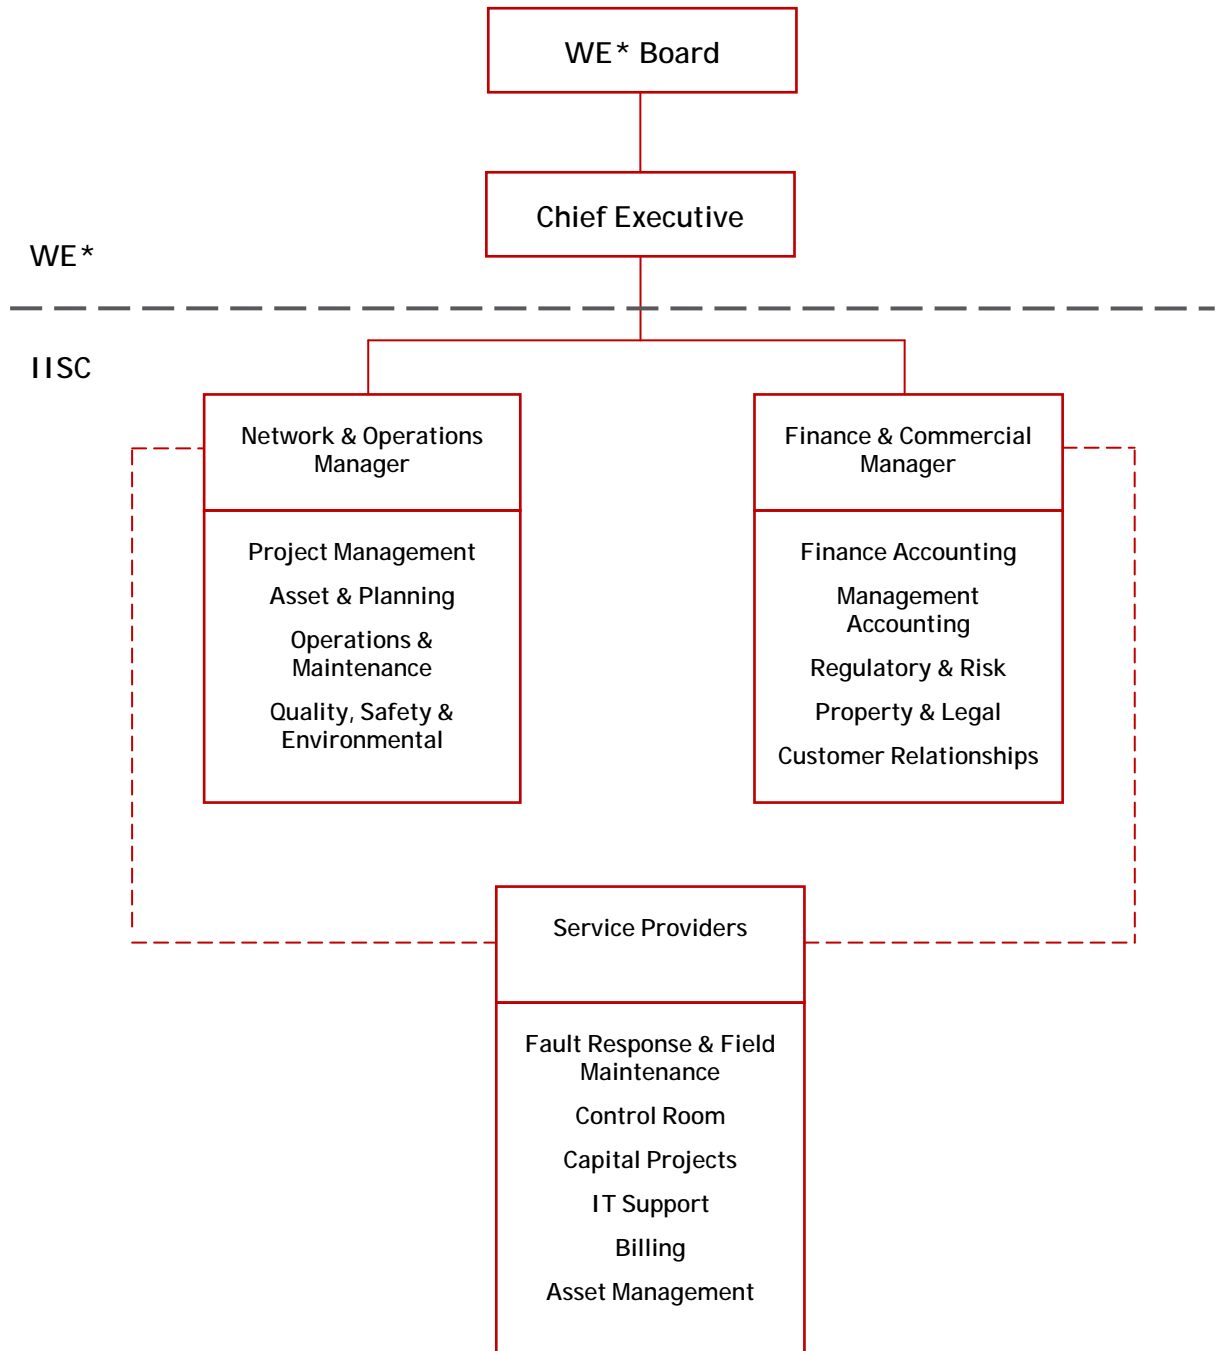 WE* Board
Chief Executive
WE*
IISC
Network & Operations
Manager
Project Management
Asset & Planning
Operations &
Maintenance
Quality, Safety &
Environmental
Finance & Commercial
Manager
Finance Accounting
Management
Accounting
Regulatory & Risk
Property & Legal
Customer Relationships
Service Providers
Fault Response & Field
Maintenance
Control Room
Capital Projects
IT Support
Billing
Asset Management